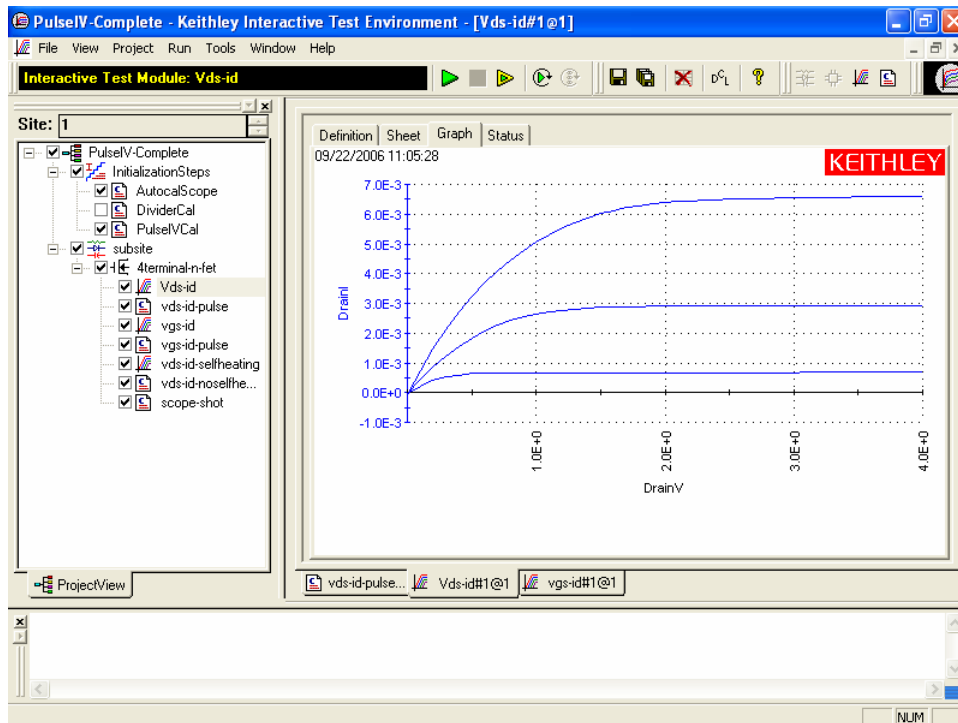 PulseIV-Complete - Keithley Interactive Test Environment - [Vds-id#1@1]
File View Project Run Tools Window Help
Interactive Test Module: Vds-id
Site: 1
PulseIV-Complete
InitializationSteps
AutocalScope
DividerCal
PulseIVCal
subsite
4terminal-n-fet
Vds-id
vds-id-pulse
vgs-id
vgs-id-pulse
vds-id-selfheating
vds-id-noselfhe...
scope-shot
ProjectView
Definition Sheet Graph Status
09/22/2006 11:05:28
KEITHLEY
7.0E-3
6.0E-3
5.0E-3
4.0E-3
3.0E-3
2.0E-3
1.0E-3
0.0E+0
-1.0E-3
DrainI
1.0E+0
2.0E+0
3.0E+0
4.0E+0
DrainV
vds-id-pulse... Vds-id#1@1 vgs-id#1@1
NUM